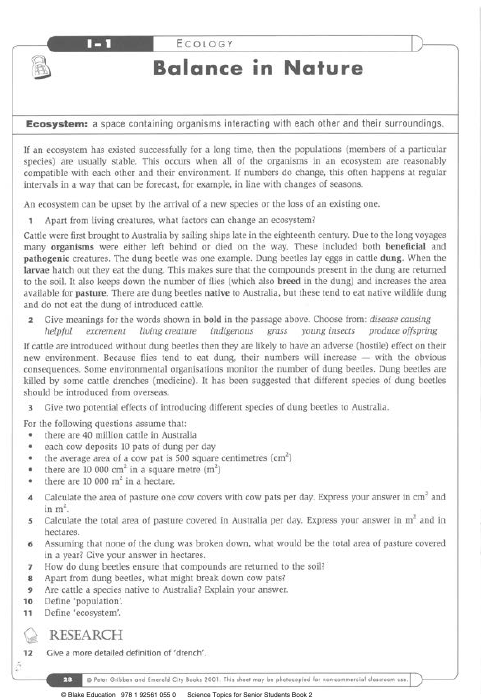 I-1 ECOLOGY
Balance in Nature
Ecosystem: a space containing organisms interacting with each other and their surroundings.
If an ecosystem has existed successfully for a long time, then the populations (members of a particular
species) are usually stable. This occurs when all of the organisms in an ecosystem are reasonably
compatible with each other and their environment. If numbers do change, this often happens at regular
intervals in a way that can be forecast, for example, in line with changes of seasons.
An ecosystem can be upset by the arrival of a new species or the loss of an existing one.
1 Apart from living creatures, what factors can change an ecosystem?
Cattle were first brought to Australia by sailing ships late in the eighteenth century. Due to the long voyages
many organisms were either left behind or died on the way. These included both beneficial and
pathogenic creatures. The dung beetle was one example. Dung beetles lay eggs in cattle dung. When the
larvae hatch out they eat the dung. This makes sure that the compounds present in the dung are returned
to the soil. It also keeps down the number of flies (which also breed in the dung) and increases the area
available for pasture. There are dung beetles native to Australia, but these tend to eat native wildlife dung
and do not eat the dung of introduced cattle.
2 Give meanings for the words shown in bold in the passage above. Choose from: disease causing
helpful excrement living creature indigenous grass young insects produce offspring
If cattle are introduced without dung beetles then they are likely to have an adverse (hostile) effect on their
new environment. Because flies tend to eat dung, their numbers will increase — with the obvious
consequences. Some environmental organisations monitor the number of dung beetles. Dung beetles are
killed by some cattle drenches (medicine). It has been suggested that different species of dung beetles
should be introduced from overseas.
3 Give two potential effects of introducing different species of dung beetles to Australia.
For the following questions assume that:
• there are 40 million cattle in Australia
• each cow deposits 10 pats of dung per day
• the average area of a cow pat is 500 square centimetres (cm²)
• there are 10 000 cm² in a square metre (m²)
• there are 10 000 m² in a hectare.
4 Calculate the area of pasture one cow covers with cow pats per day. Express your answer in cm² and
in m².
5 Calculate the total area of pasture covered in Australia per day. Express your answer in m² and in
hectares.
6 Assuming that none of the dung was broken down, what would be the total area of pasture covered
in a year? Give your answer in hectares.
7 How do dung beetles ensure that compounds are returned to the soil?
8 Apart from dung beetles, what might break down cow pats?
9 Are cattle a species native to Australia? Explain your answer.
10 Define 'population'.
11 Define 'ecosystem'.
RESEARCH
12 Give a more detailed definition of 'drench'.
28 © Peter Gribben and Emerald City Books 2001. This sheet may be photocopied for non-commercial classroom use.
© Blake Education 978 1 92561 055 0 Science Topics for Senior Students Book 2